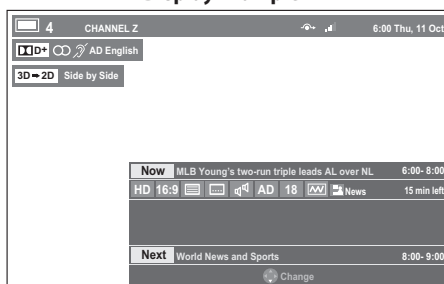 4 CHANNEL Z 6:00 Thu, 11 Oct
D+ AD English
3D➡2D Side by Side
Now MLB Young's two-run triple leads AL over NL 6:00- 8:00
HD 16:9 AD 18 News 15 min left
Next World News and Sports 8:00- 9:00
Change